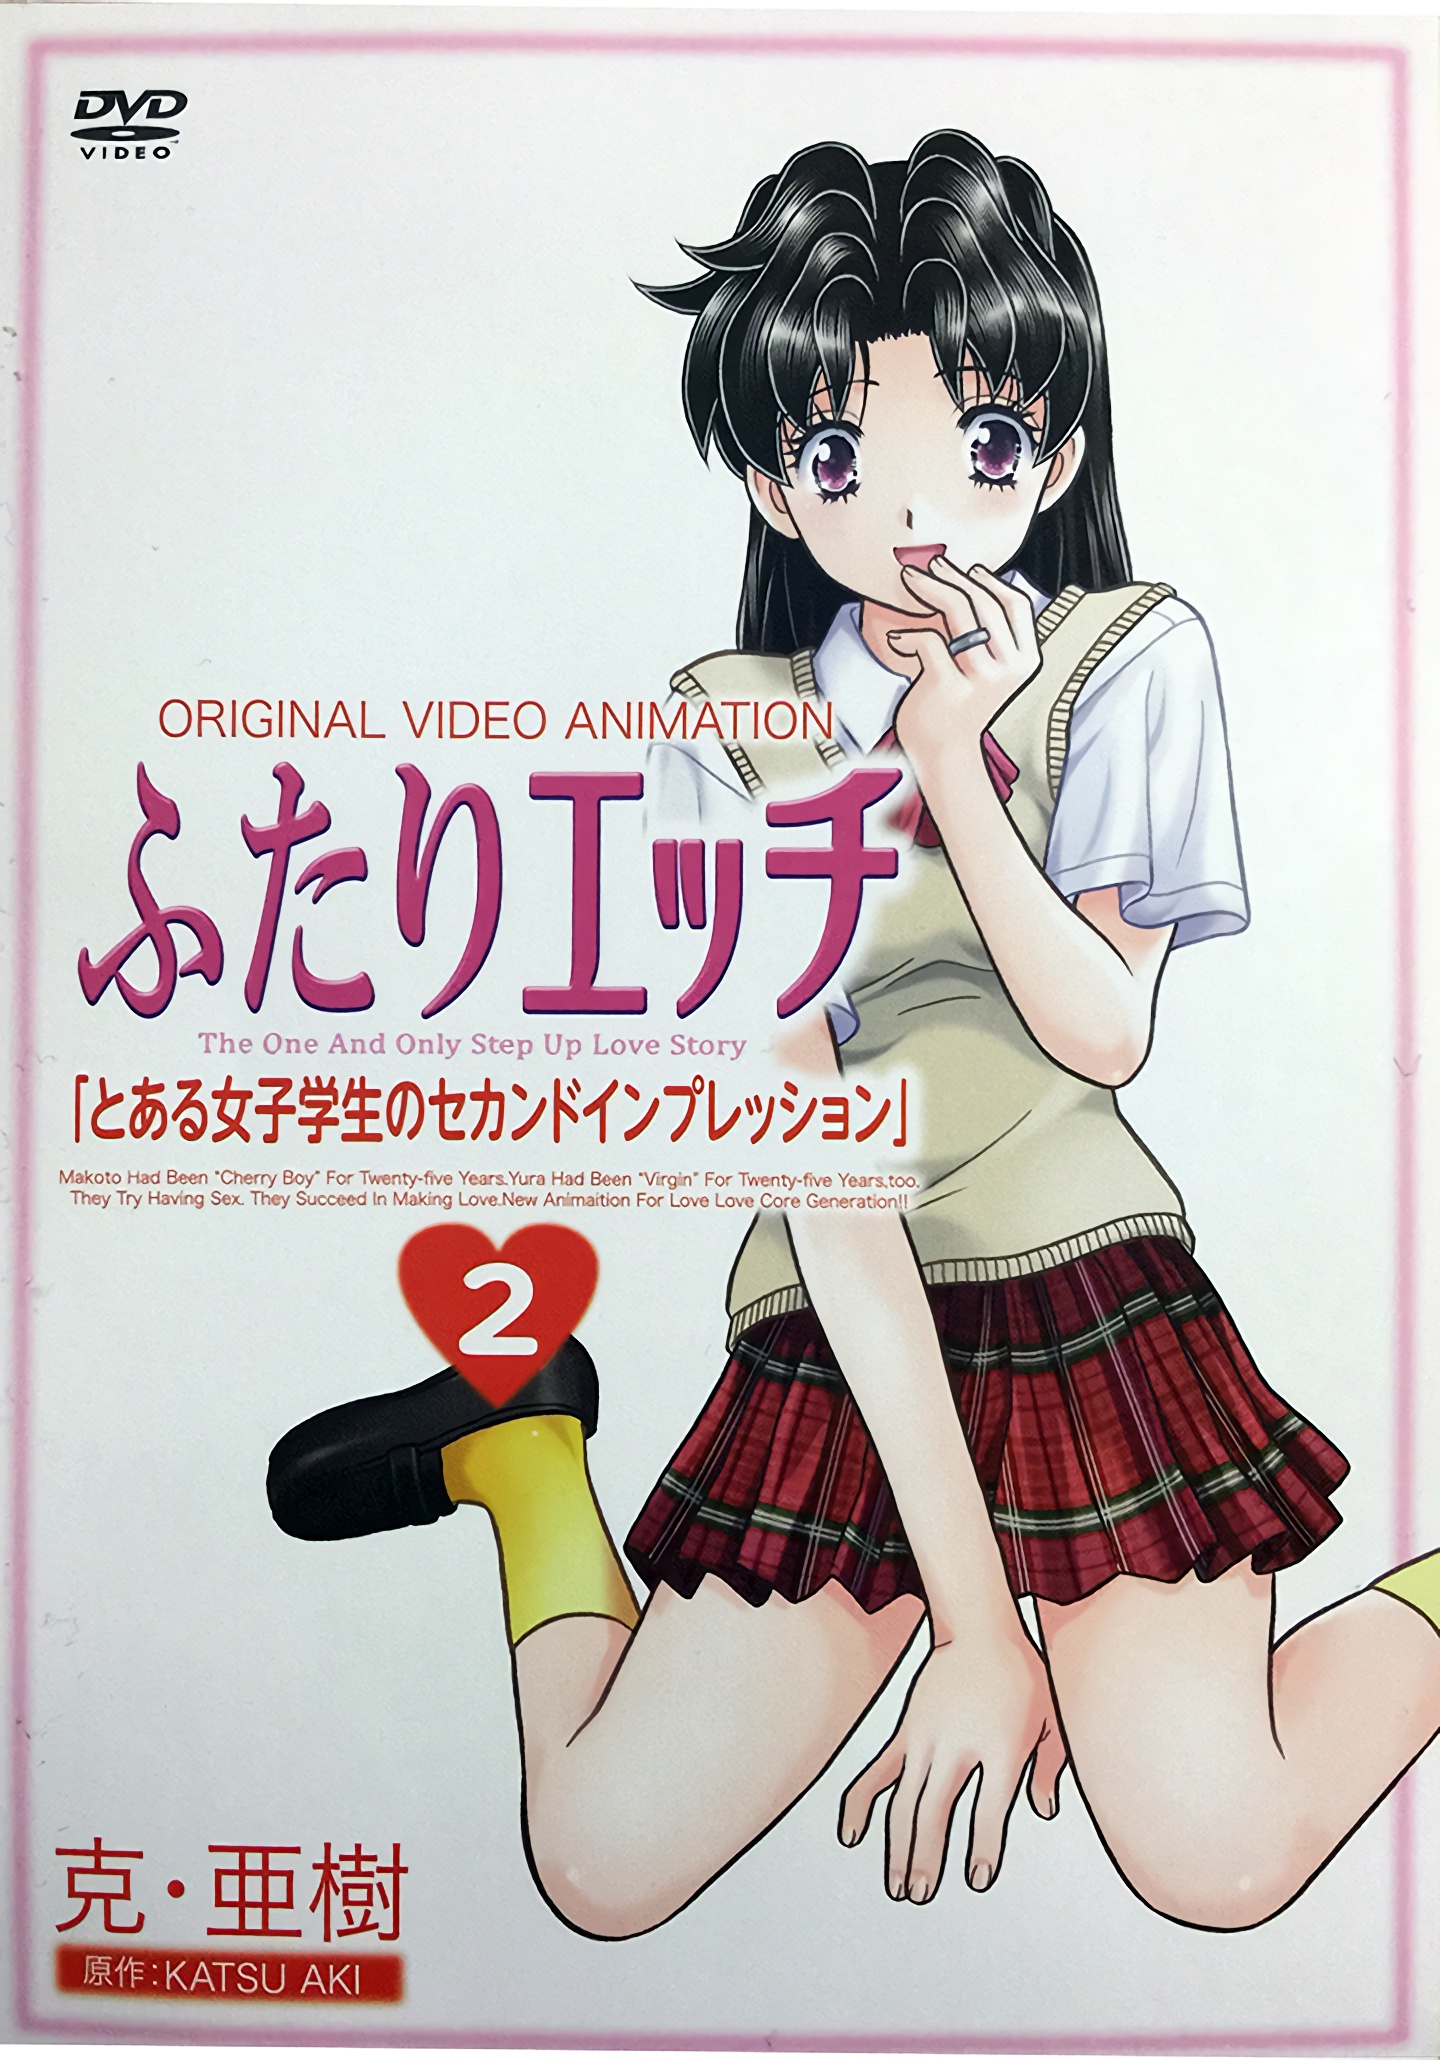 DVD
VIDEO
ORIGINAL VIDEO ANIMATION
ふたりエッチ
The One And Only Step Up Love Story
「とある女子学生のセカンドインプレッション」
Makoto Had Been "Cherry Boy" For Twenty-five Years.Yura Had Been "Virgin" For Twenty-five Years,too.
They Try Having Sex. They Succeed In Making Love.New Animaition For Love Love Core Generation!!
2
克・亜樹
原作:KATSU AKI